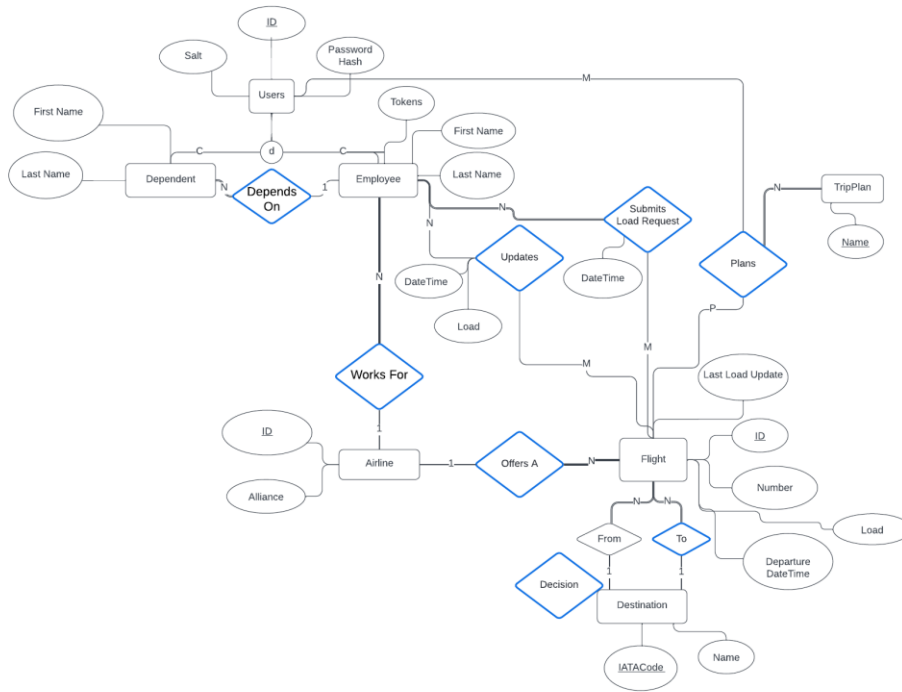 ID
Salt
Password
Hash
Users
M
Tokens
First Name
First Name
C
d
C
Last Name
Last Name
Dependent
N
Depends
On
1
Employee
N
TripPlan
N
N
Submits
Load Request
Name
Updates
Plans
DateTime
DateTime
N
Load
P
M
M
Works For
Last Load Update
1
ID
ID
Airline
1
Offers A
N
Flight
Number
Alliance
N
N
Load
From
To
Departure
DateTime
1
1
Decision
Destination
IATACode
Name